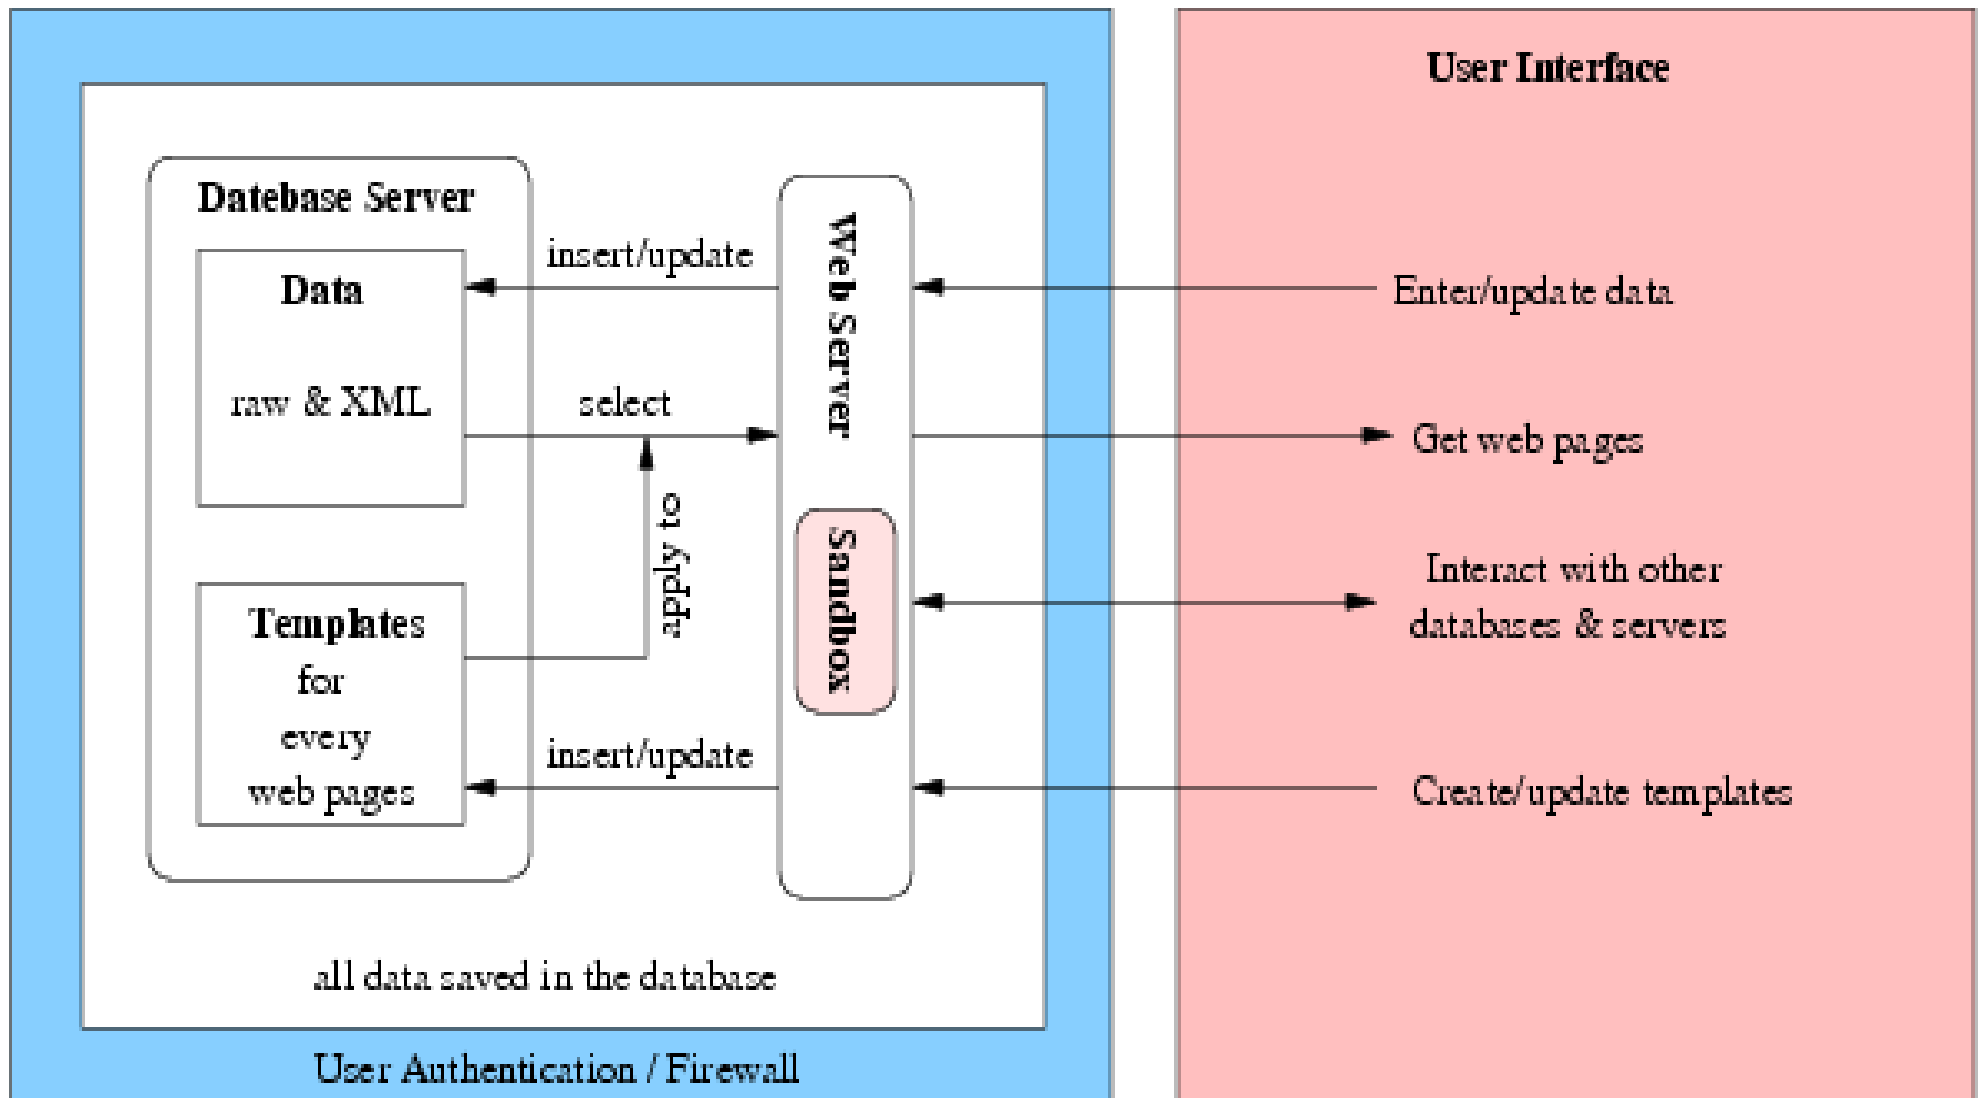 User Interface
Datebase Server
Data
raw & XML
insert/update
select
apply to
Templates
for
every
web pages
insert/update
Web Server
Sandbox
Enter/update data
Get web pages
Interact with other
databases & servers
Create/update templates
all data saved in the database
User Authentication / Firewall